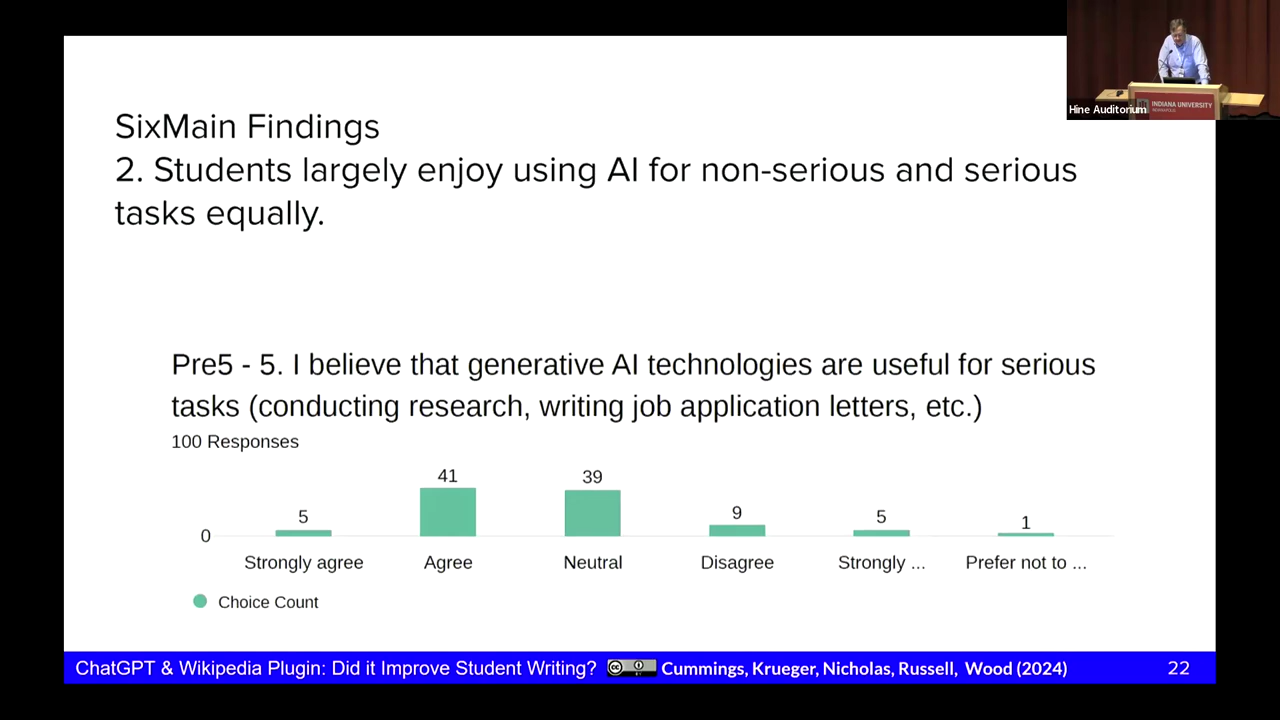 SixMain Findings
2. Students largely enjoy using AI for non-serious and serious
tasks equally.
Pre5 - 5. I believe that generative AI technologies are useful for serious
tasks (conducting research, writing job application letters, etc.)
100 Responses
5 41 39 9 5 1
0
Strongly agree Agree Neutral Disagree Strongly ... Prefer not to ...
Choice Count
ChatGPT & Wikipedia Plugin: Did it Improve Student Writing? Cummings, Krueger, Nicholas, Russell, Wood (2024) 22
INDIANA UNIVERSITY
INDIANAPOLIS
Hine Auditorium